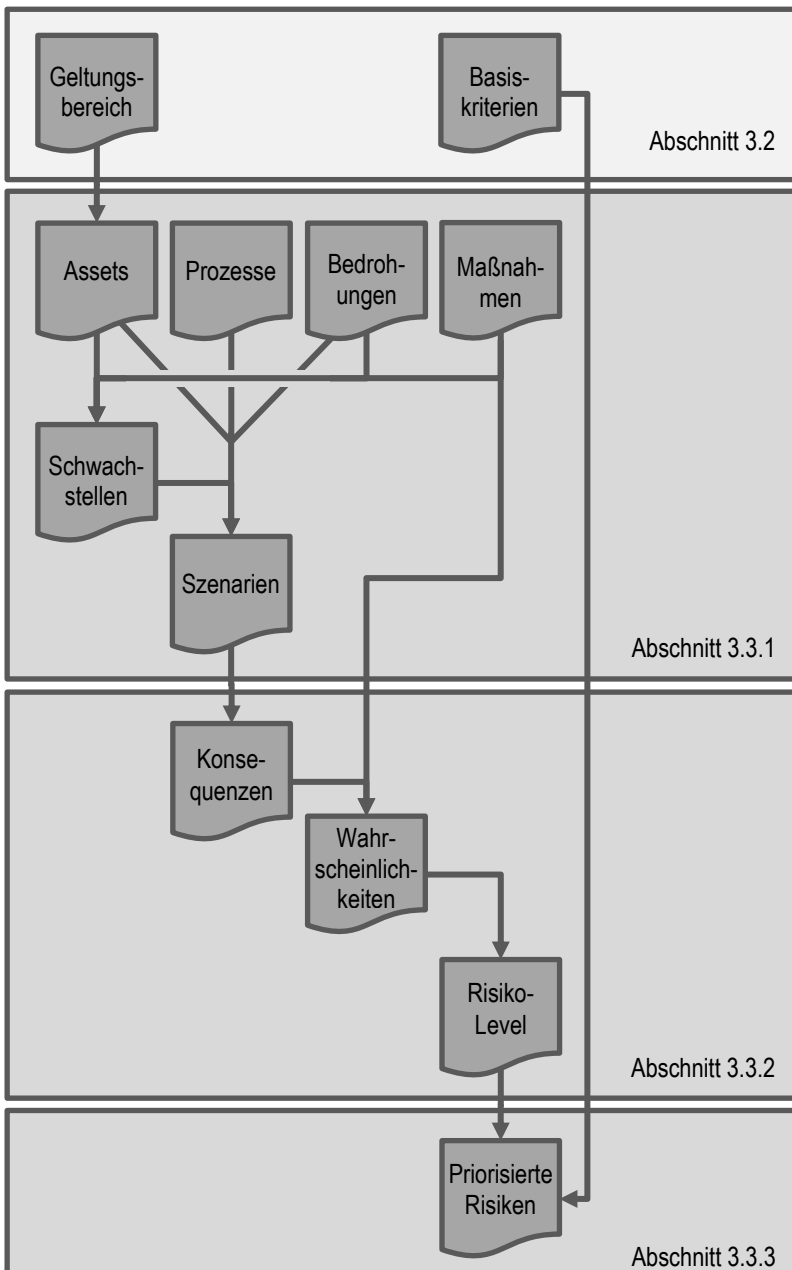 Geltungs-
bereich
Basis-
kriterien
Abschnitt 3.2
Assets
Prozesse
Bedroh-
ungen
Maßnah-
men
Schwach-
stellen
Szenarien
Abschnitt 3.3.1
Konse-
quenzen
Wahr-
scheinlich-
keiten
Risiko-
Level
Abschnitt 3.3.2
Priorisierte
Risiken
Abschnitt 3.3.3